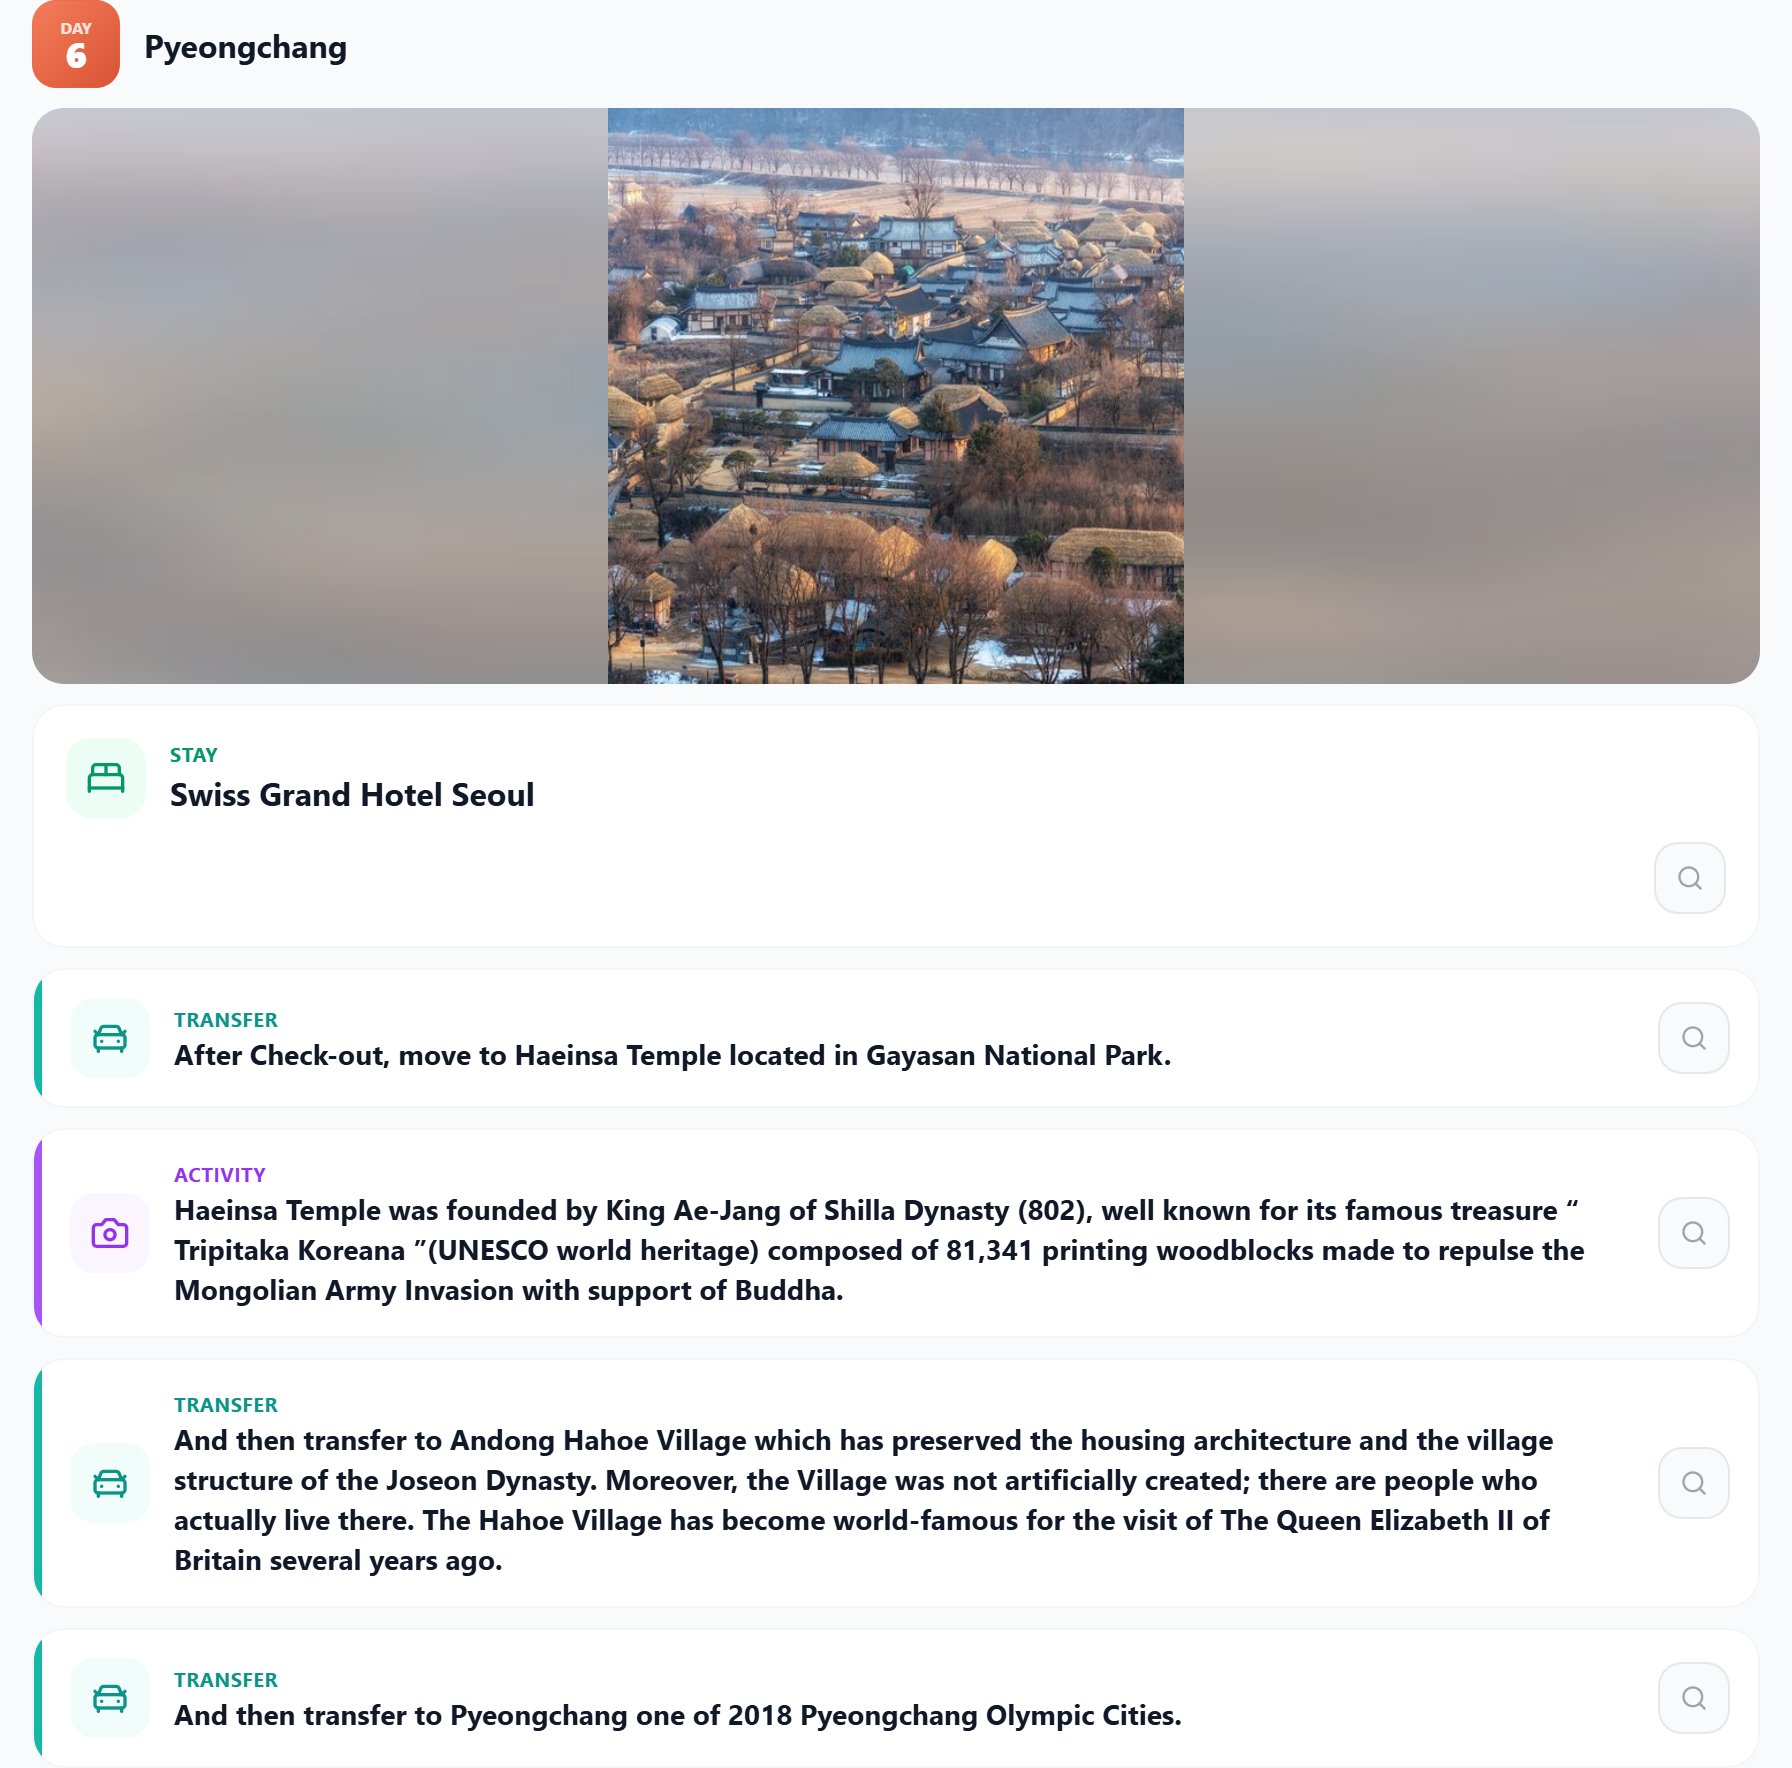 DAY
6
Pyeongchang
STAY
Swiss Grand Hotel Seoul
TRANSFER
After Check-out, move to Haeinsa Temple located in Gayasan National Park.
ACTIVITY
Haeinsa Temple was founded by King Ae-Jang of Shilla Dynasty (802), well known for its famous treasure “
Tripitaka Koreana ”(UNESCO world heritage) composed of 81,341 printing woodblocks made to repulse the
Mongolian Army Invasion with support of Buddha.
TRANSFER
And then transfer to Andong Hahoe Village which has preserved the housing architecture and the village
structure of the Joseon Dynasty. Moreover, the Village was not artificially created; there are people who
actually live there. The Hahoe Village has become world-famous for the visit of The Queen Elizabeth II of
Britain several years ago.
TRANSFER
And then transfer to Pyeongchang one of 2018 Pyeongchang Olympic Cities.